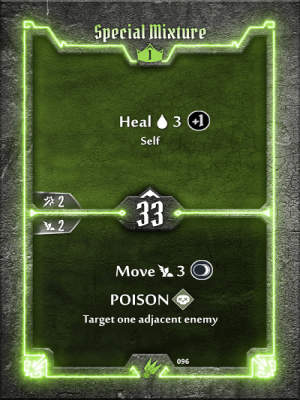 Special Mixture
1
Heal 3 +1
Self
2
33
2
Move 3
POISON
Target one adjacent enemy
096